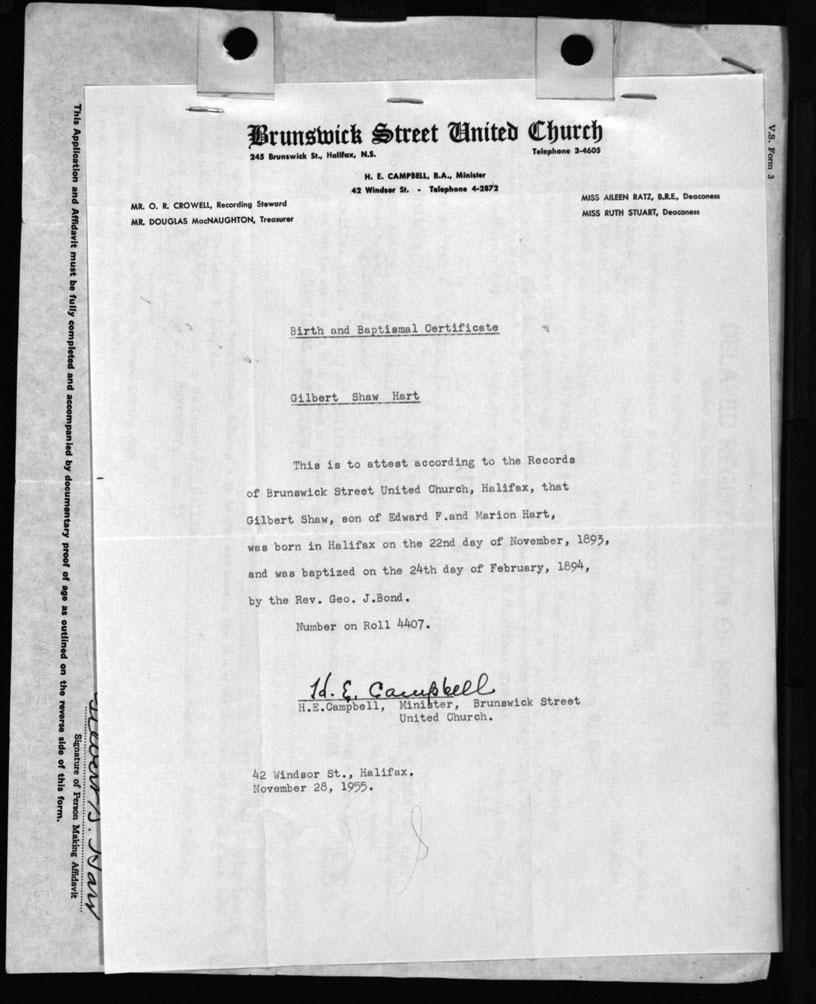 Brunswick Street United Church
245 Brunswick St., Halifax, N.S.
Telephone 3-4605
H. E. CAMPBELL, B.A., Minister
42 Windsor St. - Telephone 4-2872
MR. O. R. CROWELL, Recording Steward
MR. DOUGLAS MacNAUGHTON, Treasurer
MISS AILEEN RATZ, B.R.E., Deaconess
MISS RUTH STUART, Deaconess
Birth and Baptismal Certificate
Gilbert Shaw Hart
This is to attest according to the Records
of Brunswick Street United Church, Halifax, that
Gilbert Shaw, son of Edward F.and Marion Hart,
was born in Halifax on the 22nd day of November, 1893,
and was baptized on the 24th day of February, 1894,
by the Rev. Geo. J.Bond.
Number on Roll 4407.
H. E. Campbell
H.E.Campbell, Minister, Brunswick Street
United Church.
42 Windsor St., Halifax.
November 28, 1955.
V.S. Form 3
This Application and Affidavit must be fully completed and accompanied by documentary proof of age as outlined on the reverse side of this form.
Signature of Person Making Affidavit